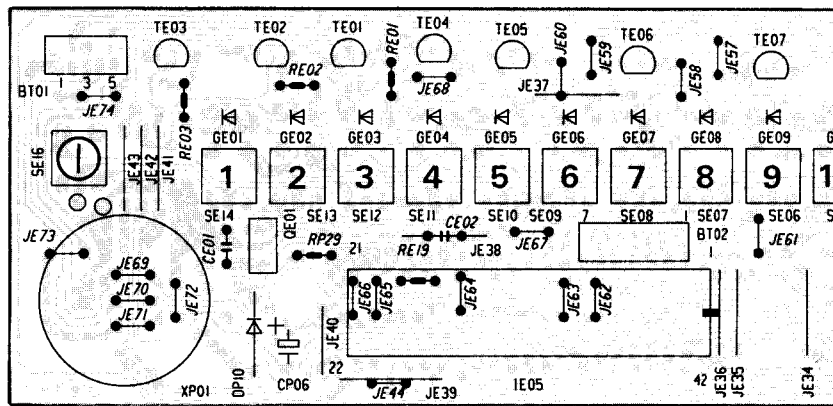 TE03 TE02 TE01 TE04 TE05 TE06 TE07
RE01 JE60 JE59 JE57
BT01 1 3 5 RE02 JE68 JE37 JE58
JE74 RE03
GE01 GE02 GE03 GE04 GE05 GE06 GE07 GE08 GE09 GE
SE16 JE43 JE42 JE41
1 2 3 4 5 6 7 8 9 1
SE14 SE13 SE12 SE11 SE10 SE09 7 SE08 1 SE07 SE06 SE05
CE01 QE01 CE02 BT02
JE73 RP29 21 RE19 JE38 JE67 1 JE61
JE69
JE70 JE72 JE66 JE65 JE64 JE63 JE62
JE71
JE40 JE36 JE35 JE34
XP01 DP10 + CP06 22 JE44 JE39 IE05 42